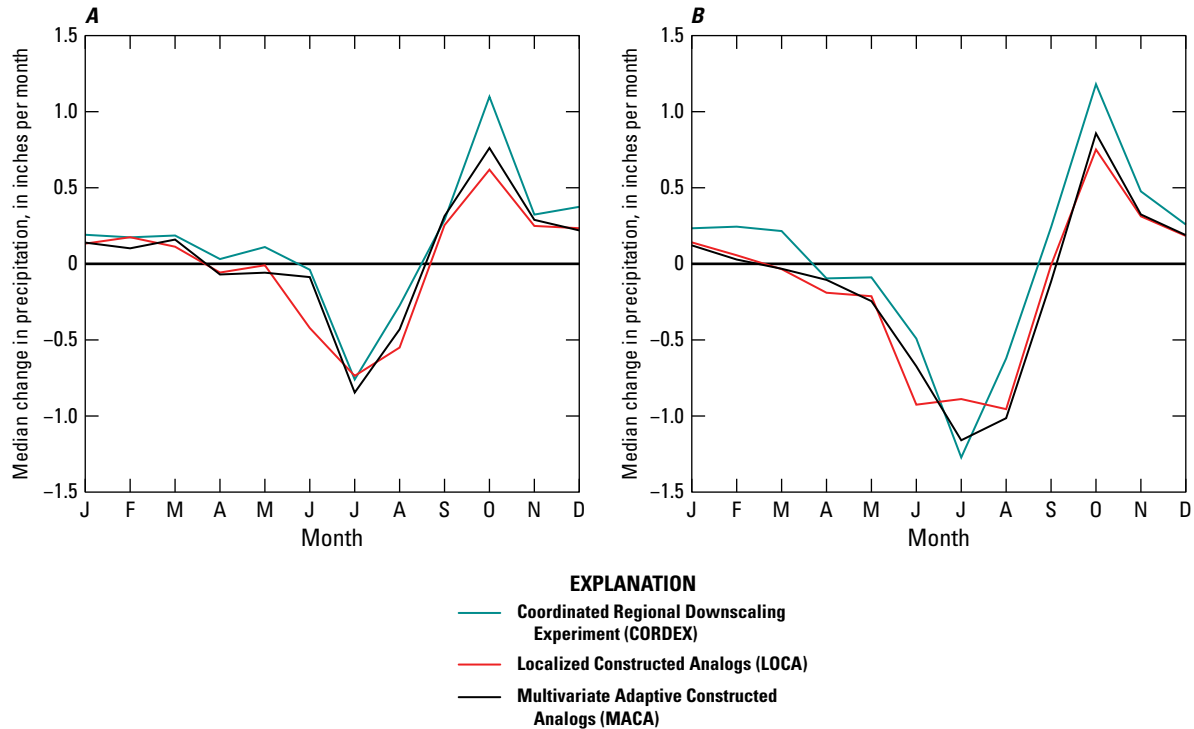 A
Median change in precipitation, in inches per month
1.5
1.0
0.5
0
−0.5
−1.0
−1.5
J F M A M J J A S O N D
Month
B
Median change in precipitation, in inches per month
1.5
1.0
0.5
0
−0.5
−1.0
−1.5
J F M A M J J A S O N D
Month
EXPLANATION
Coordinated Regional Downscaling
Experiment (CORDEX)
Localized Constructed Analogs (LOCA)
Multivariate Adaptive Constructed
Analogs (MACA)